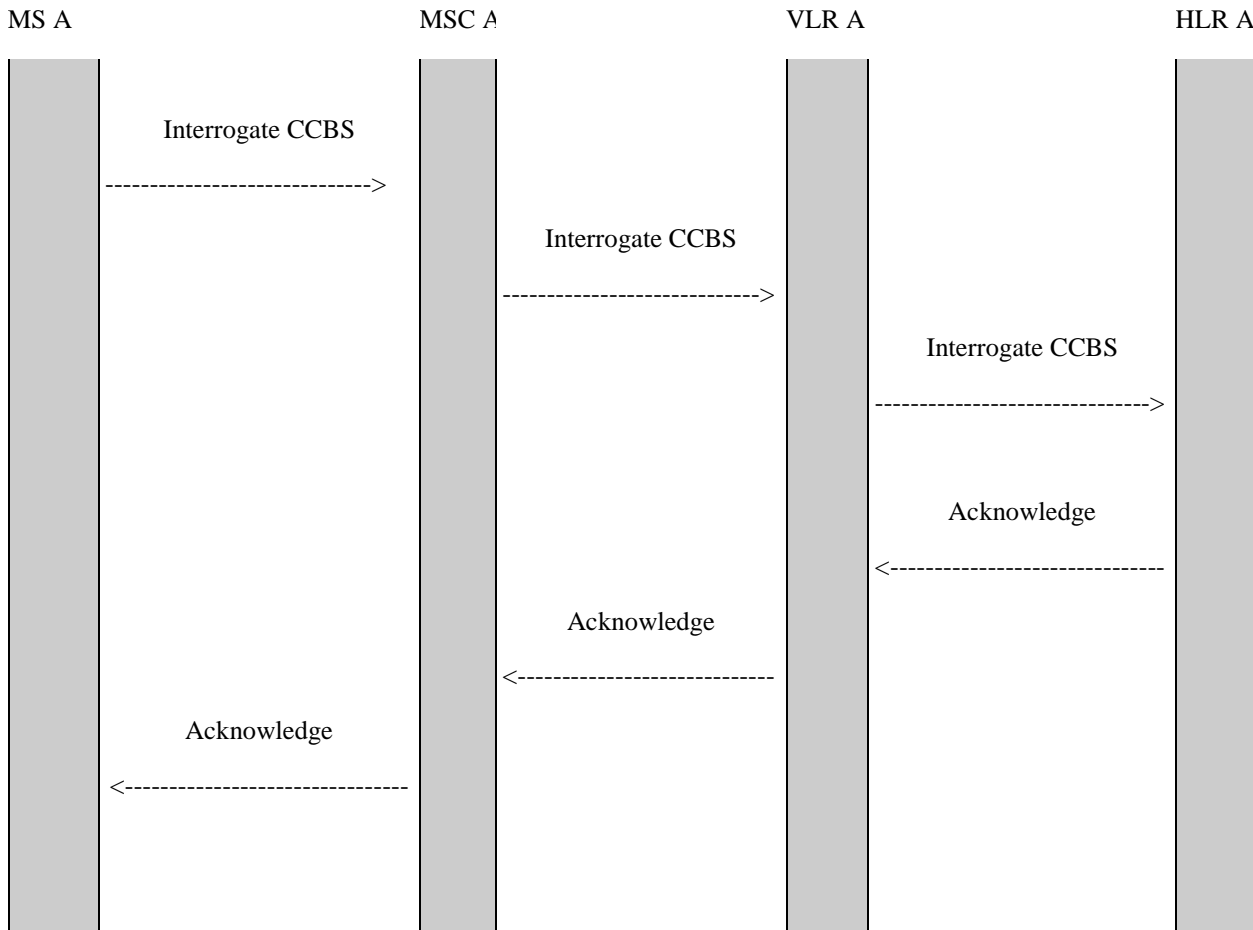 MS A
MSC A
VLR A
HLR A
Interrogate CCBS
Interrogate CCBS
Interrogate CCBS
Acknowledge
Acknowledge
Acknowledge